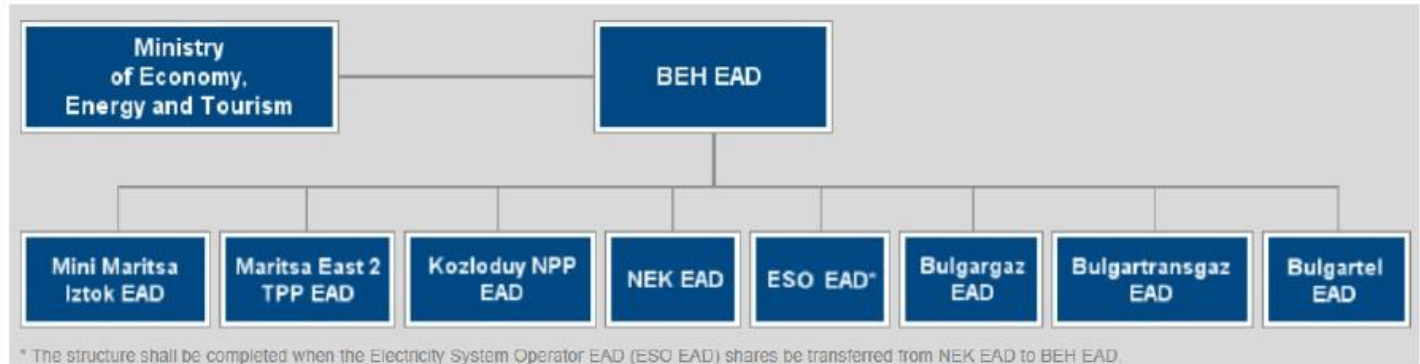 Ministry
of Economy,
Energy and Tourism
BEH EAD
Mini Maritsa
Iztok EAD
Maritsa East 2
TPP EAD
Kozloduy NPP
EAD
NEK EAD
ESO EAD*
Bulgargaz
EAD
Bulgartransgaz
EAD
Bulgartel
EAD
* The structure shall be completed when the Electricity System Operator EAD (ESO EAD) shares be transferred from NEK EAD to BEH EAD.